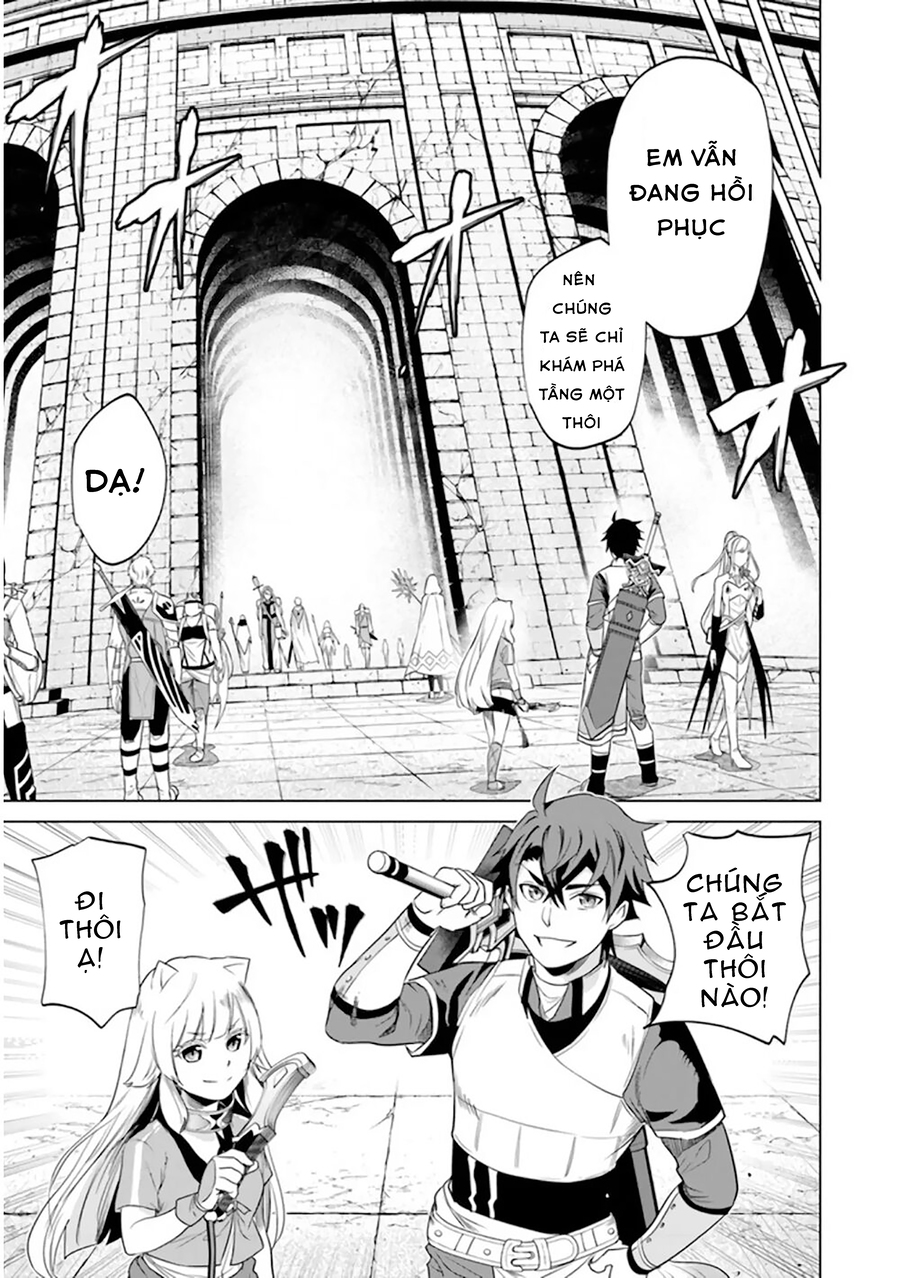 EM VẪN
ĐANG HỒI
PHỤC
NÊN
CHÚNG
TA SẼ CHỈ
KHÁM PHÁ
TẦNG MỘT
THÔI
DẠ!
CHÚNG
TA BẮT
ĐẦU
THÔI
NÀO!
ĐI
THÔI
Ạ!